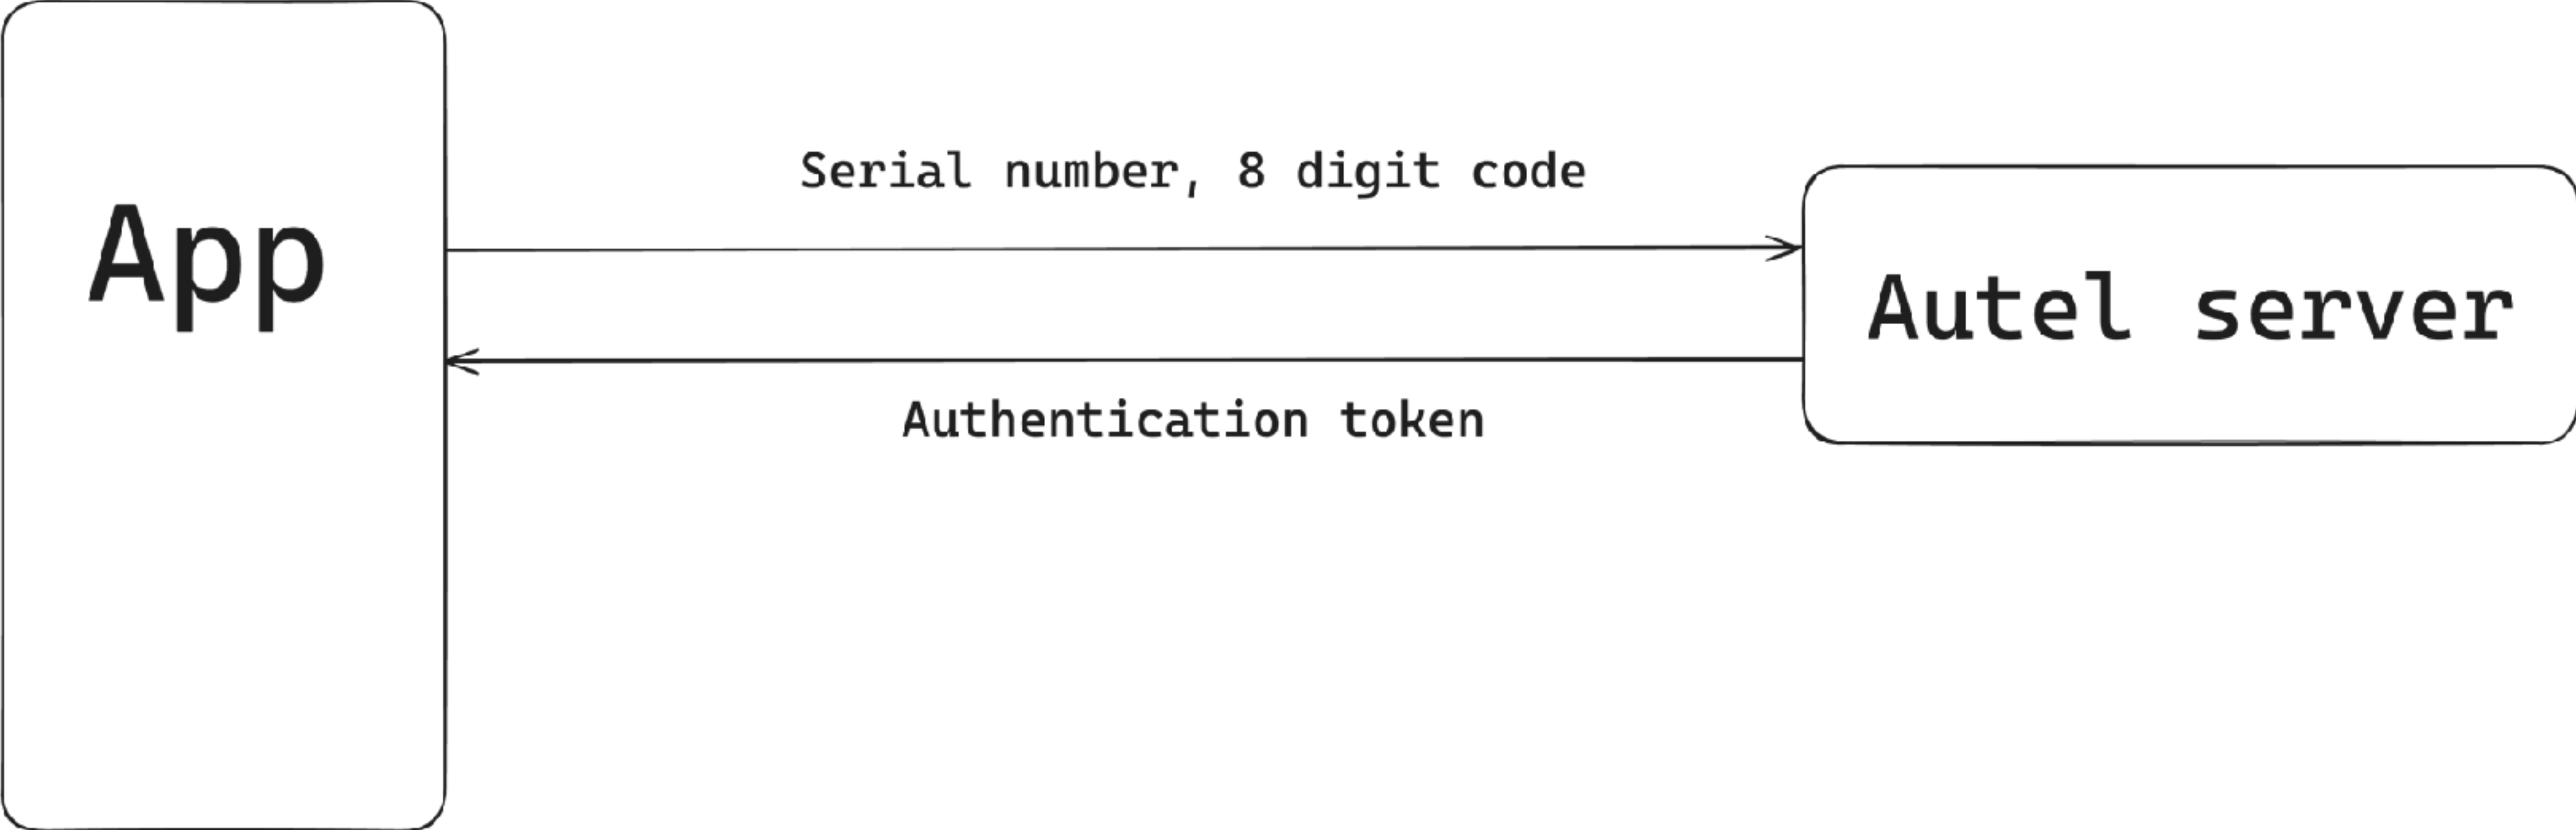 App
Serial number, 8 digit code
Autel server
Authentication token